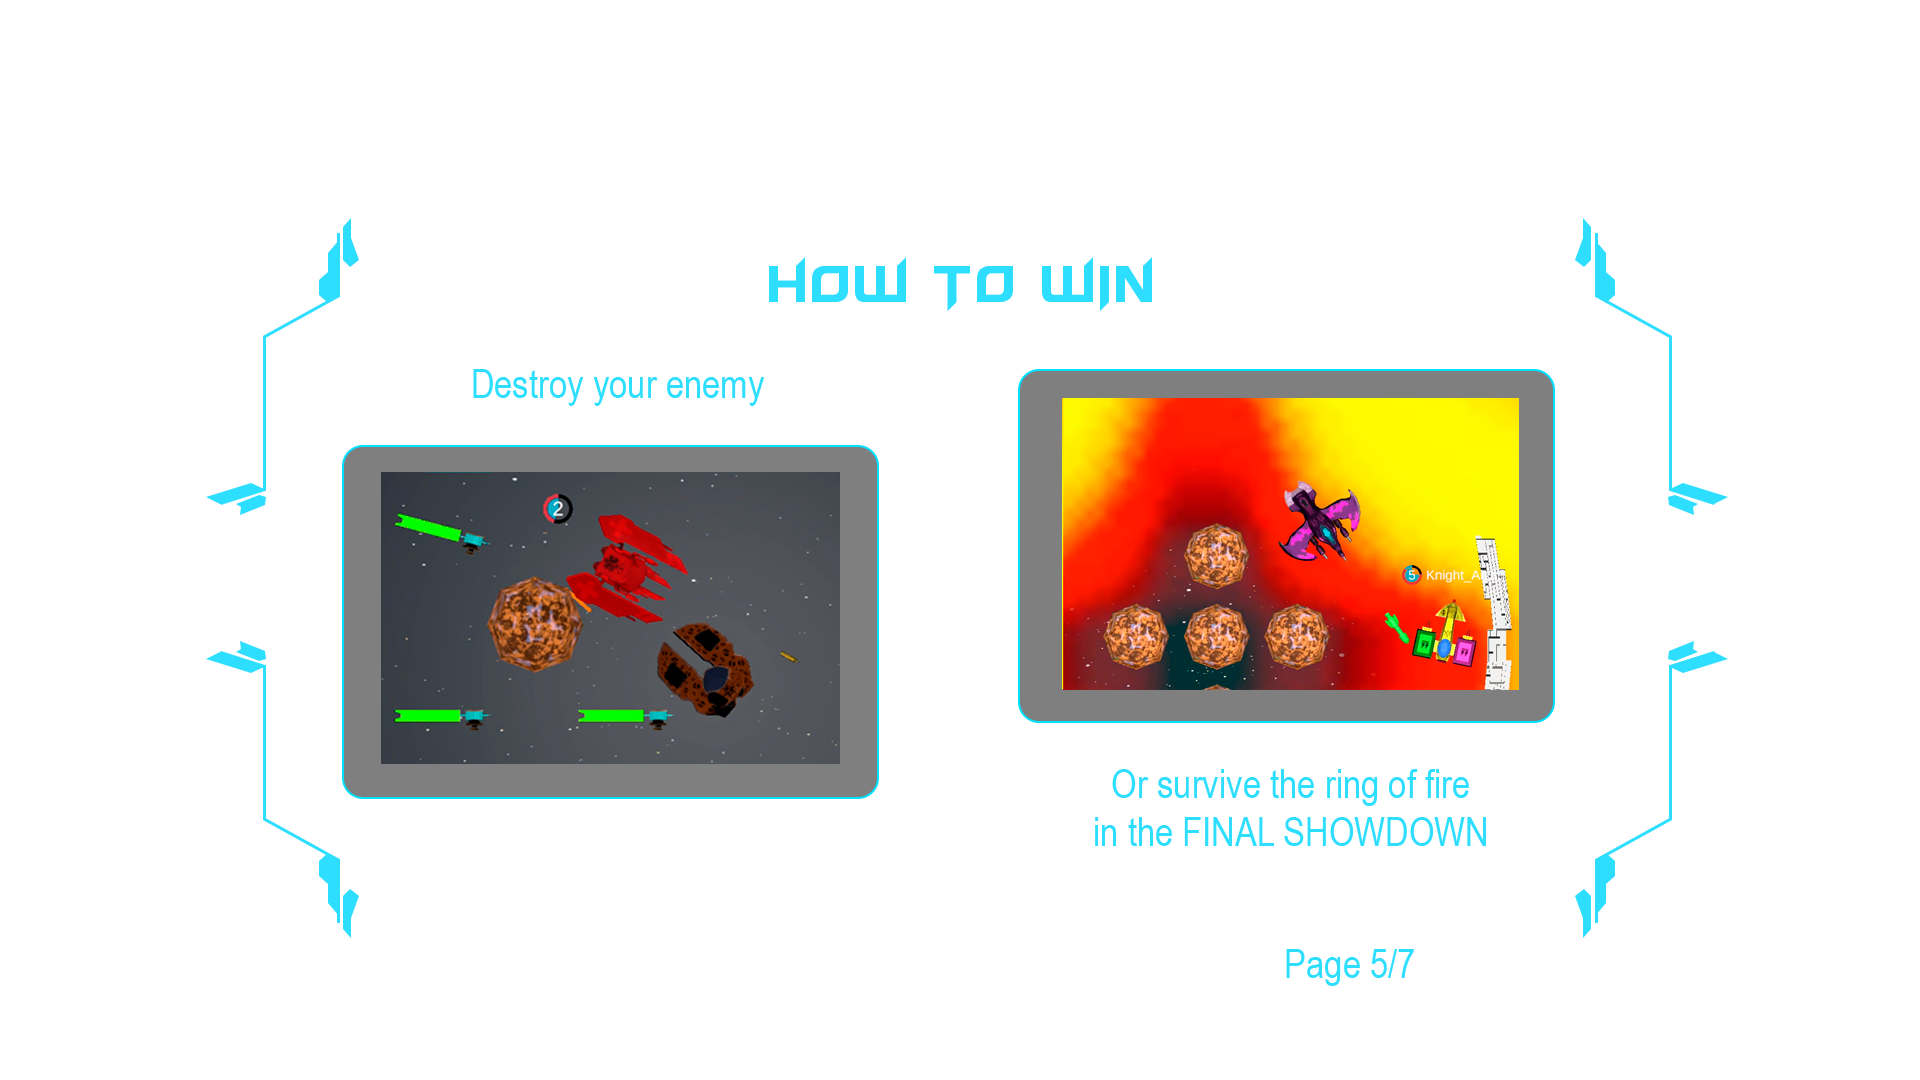 HOW TO WIN
Destroy your enemy
2
5 Knight_A
Or survive the ring of fire
in the FINAL SHOWDOWN
Page 5/7